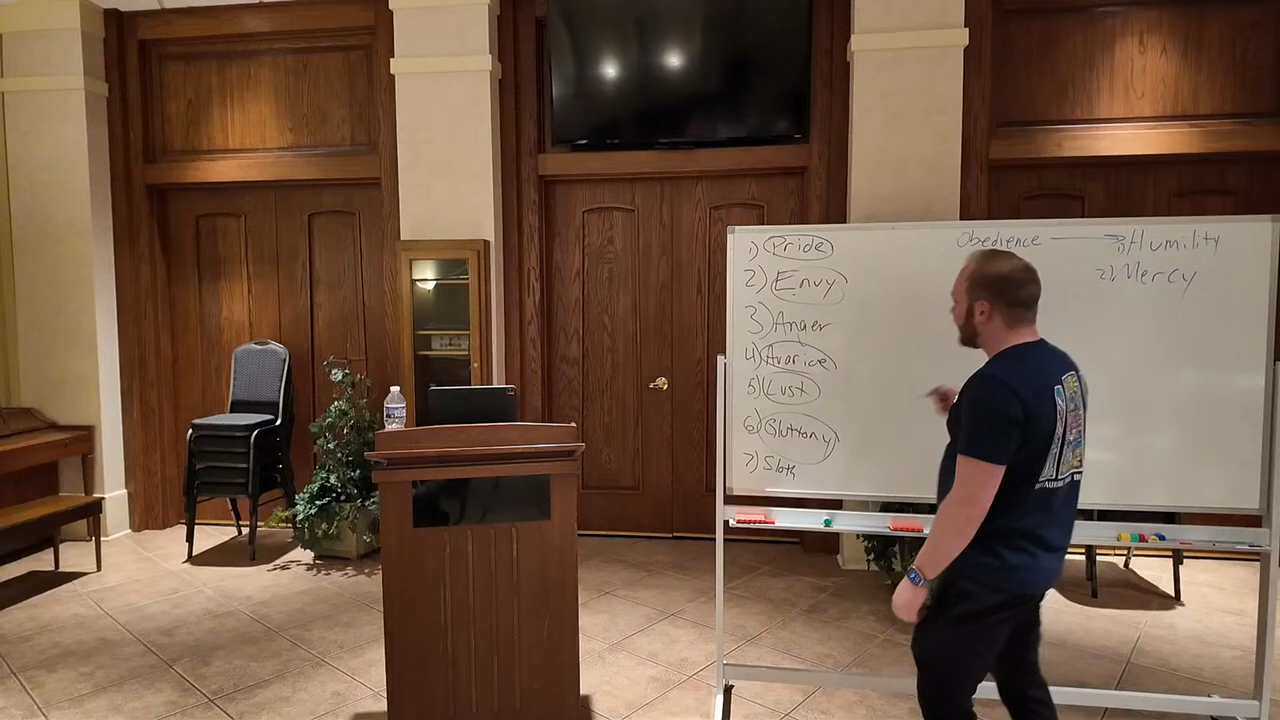 1) Pride
2) Envy
3) Anger
4) Avarice
5) Lust
6) Gluttony
7) Sloth
Obedience → 1) Humility
2) Mercy